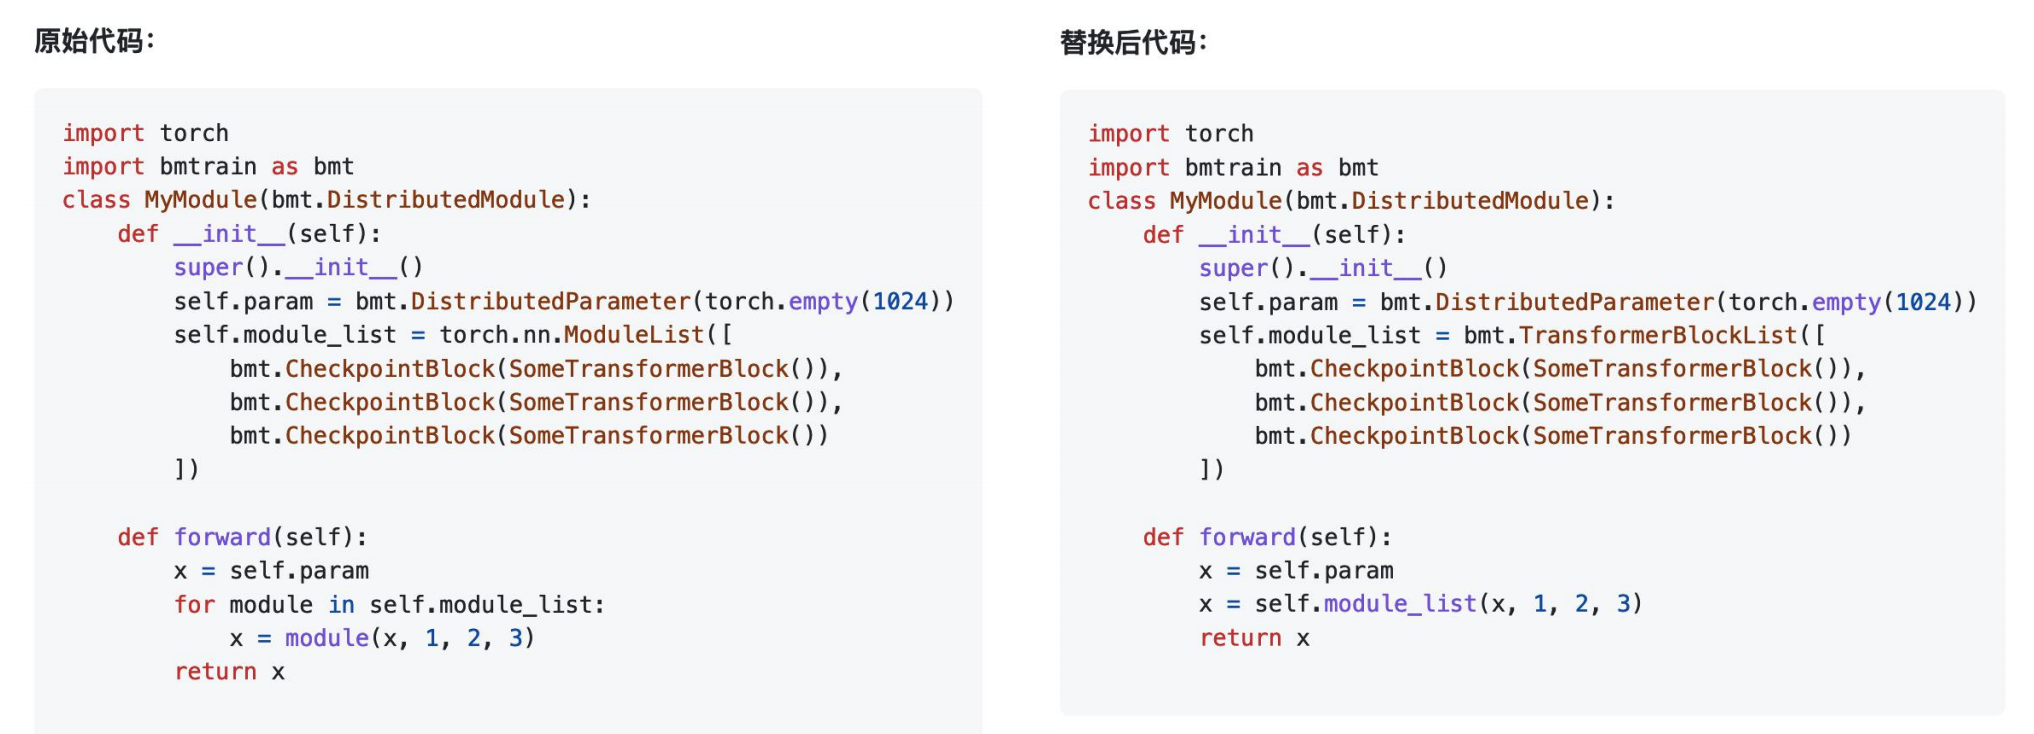 原始代码：
import torch
import bmtrain as bmt
class MyModule(bmt.DistributedModule):
    def __init__(self):
        super().__init__()
        self.param = bmt.DistributedParameter(torch.empty(1024))
        self.module_list = torch.nn.ModuleList([
            bmt.CheckpointBlock(SomeTransformerBlock()),
            bmt.CheckpointBlock(SomeTransformerBlock()),
            bmt.CheckpointBlock(SomeTransformerBlock())
        ])
    def forward(self):
        x = self.param
        for module in self.module_list:
            x = module(x, 1, 2, 3)
        return x
替换后代码：
import torch
import bmtrain as bmt
class MyModule(bmt.DistributedModule):
    def __init__(self):
        super().__init__()
        self.param = bmt.DistributedParameter(torch.empty(1024))
        self.module_list = bmt.TransformerBlockList([
            bmt.CheckpointBlock(SomeTransformerBlock()),
            bmt.CheckpointBlock(SomeTransformerBlock()),
            bmt.CheckpointBlock(SomeTransformerBlock())
        ])
    def forward(self):
        x = self.param
        x = self.module_list(x, 1, 2, 3)
        return x